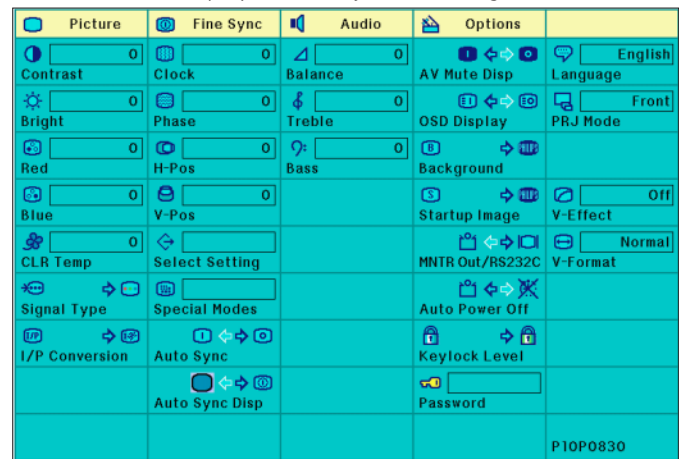 Picture Fine Sync Audio Options
0 0 0 English
Contrast Clock Balance AV Mute Disp Language
0 0 0 Front
Bright Phase Treble OSD Display PRJ Mode
0 0 0
Red H-Pos Bass Background
0 0 Off
Blue V-Pos Startup Image V-Effect
0 Normal
CLR Temp Select Setting MNTR Out/RS232C V-Format
Signal Type Special Modes Auto Power Off
I/P Conversion Auto Sync Keylock Level
Auto Sync Disp Password
P10P0830